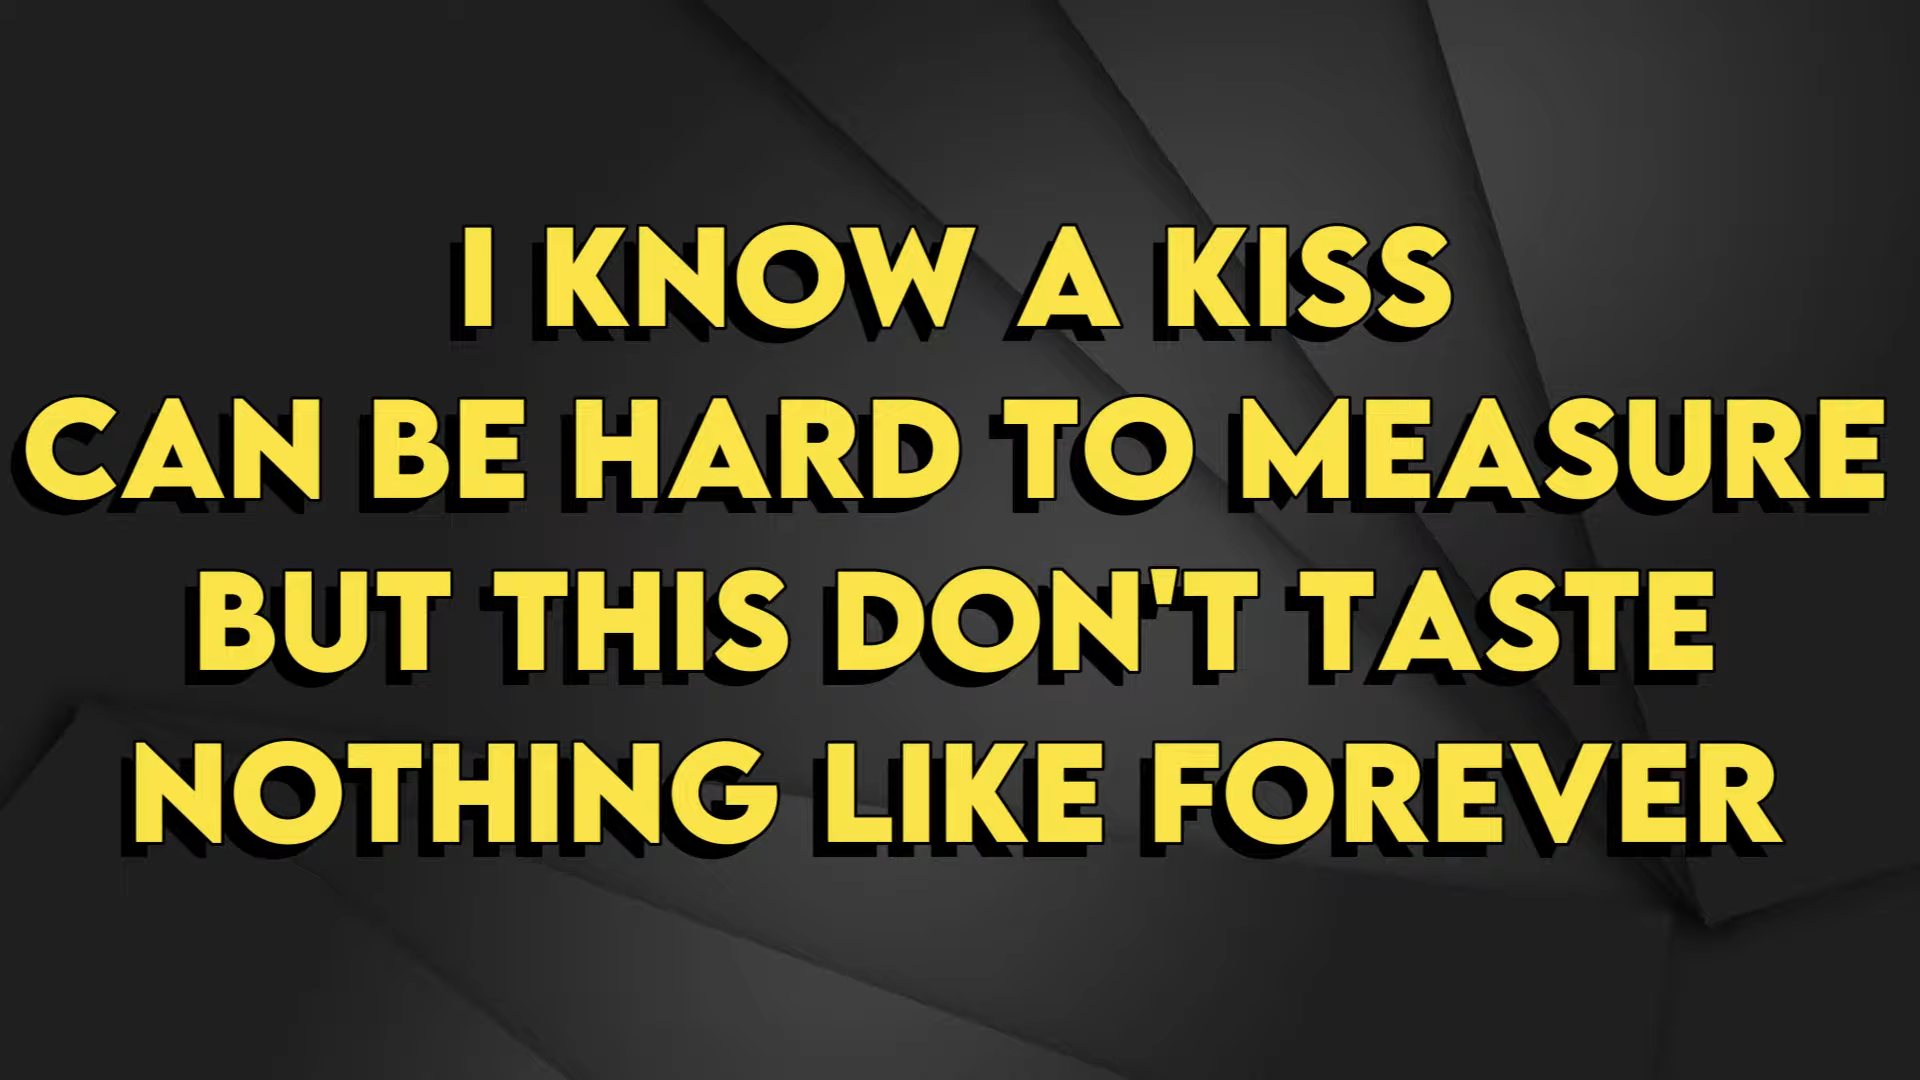 I KNOW A KISS
CAN BE HARD TO MEASURE
BUT THIS DON'T TASTE
NOTHING LIKE FOREVER